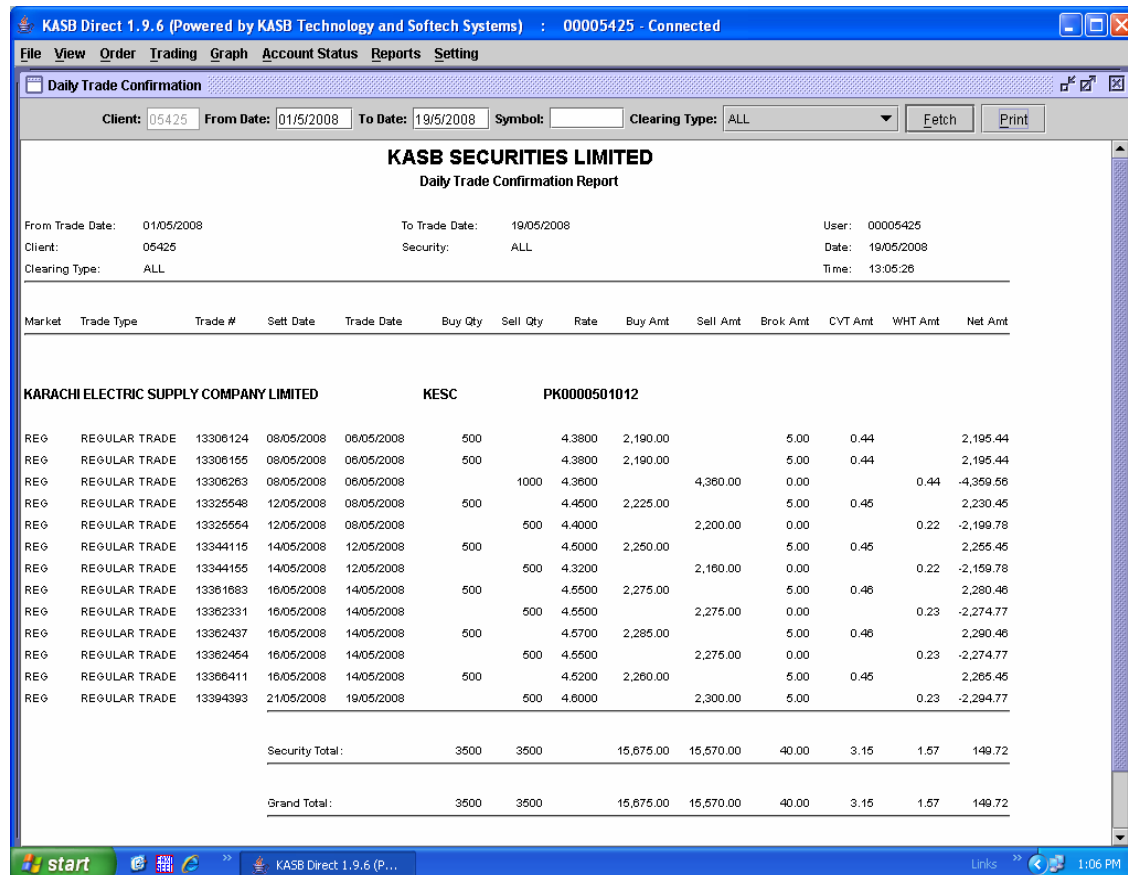 KASB Direct 1.9.6 (Powered by KASB Technology and Softech Systems) : 00005425 - Connected
File View Order Trading Graph Account Status Reports Setting
Daily Trade Confirmation
Client: 05425 From Date: 01/5/2008 To Date: 19/5/2008 Symbol: Clearing Type: ALL Fetch Print
KASB SECURITIES LIMITED
Daily Trade Confirmation Report
From Trade Date: 01/05/2008 To Trade Date: 19/05/2008 User: 00005425
Client: 05425 Security: ALL Date: 19/05/2008
Clearing Type: ALL Time: 13:05:26
Market Trade Type Trade # Sett Date Trade Date Buy Qty Sell Qty Rate Buy Amt Sell Amt Brok Amt CVT Amt WHT Amt Net Amt
KARACHI ELECTRIC SUPPLY COMPANY LIMITED KESC PK0000501012
REG REGULAR TRADE 13306124 08/05/2008 06/05/2008 500 4.3800 2,190.00 5.00 0.44 2,195.44
REG REGULAR TRADE 13306155 08/05/2008 06/05/2008 500 4.3800 2,190.00 5.00 0.44 2,195.44
REG REGULAR TRADE 13306263 08/05/2008 06/05/2008 1000 4.3600 4,360.00 0.00 0.44 -4,359.56
REG REGULAR TRADE 13325548 12/05/2008 08/05/2008 500 4.4500 2,225.00 5.00 0.45 2,230.45
REG REGULAR TRADE 13325554 12/05/2008 08/05/2008 500 4.4000 2,200.00 0.00 0.22 -2,199.78
REG REGULAR TRADE 13344115 14/05/2008 12/05/2008 500 4.5000 2,250.00 5.00 0.45 2,255.45
REG REGULAR TRADE 13344155 14/05/2008 12/05/2008 500 4.3200 2,160.00 0.00 0.22 -2,159.78
REG REGULAR TRADE 13361683 16/05/2008 14/05/2008 500 4.5500 2,275.00 5.00 0.46 2,280.46
REG REGULAR TRADE 13362331 16/05/2008 14/05/2008 500 4.5500 2,275.00 0.00 0.23 -2,274.77
REG REGULAR TRADE 13362437 16/05/2008 14/05/2008 500 4.5700 2,285.00 5.00 0.46 2,290.46
REG REGULAR TRADE 13362454 16/05/2008 14/05/2008 500 4.5500 2,275.00 0.00 0.23 -2,274.77
REG REGULAR TRADE 13366411 16/05/2008 14/05/2008 500 4.5200 2,260.00 5.00 0.45 2,265.45
REG REGULAR TRADE 13394393 21/05/2008 19/05/2008 500 4.6000 2,300.00 5.00 0.23 -2,294.77
Security Total: 3500 3500 15,675.00 15,570.00 40.00 3.15 1.57 149.72
Grand Total: 3500 3500 15,675.00 15,570.00 40.00 3.15 1.57 149.72
start KASB Direct 1.9.6 (P... Links 1:06 PM